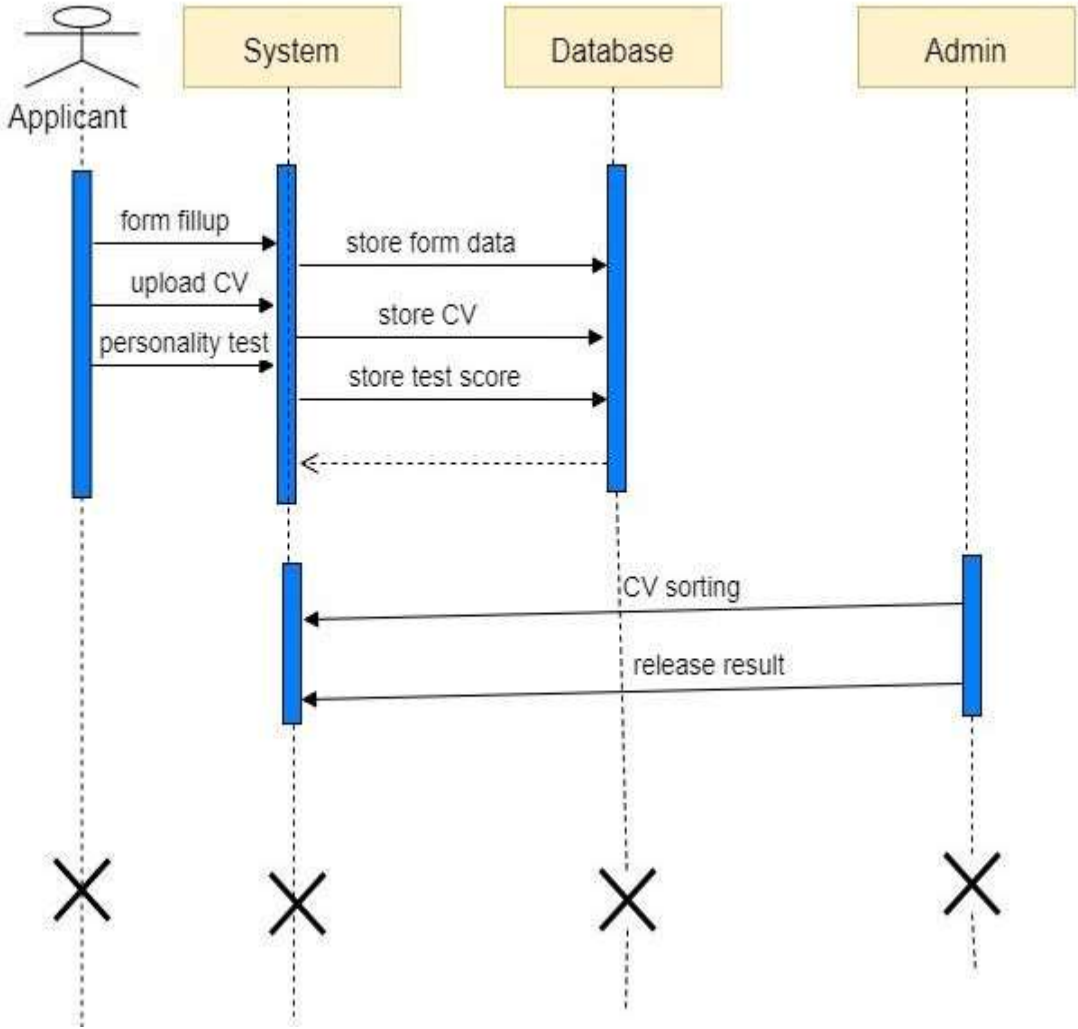 System
Database
Admin
Applicant
form fillup
store form data
upload CV
store CV
personality test
store test score
CV sorting
release result